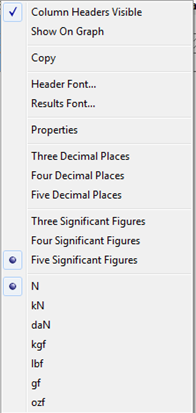 Column Headers Visible
Show On Graph
Copy
Header Font...
Results Font...
Properties
Three Decimal Places
Four Decimal Places
Five Decimal Places
Three Significant Figures
Four Significant Figures
Five Significant Figures
N
kN
daN
kgf
lbf
gf
ozf